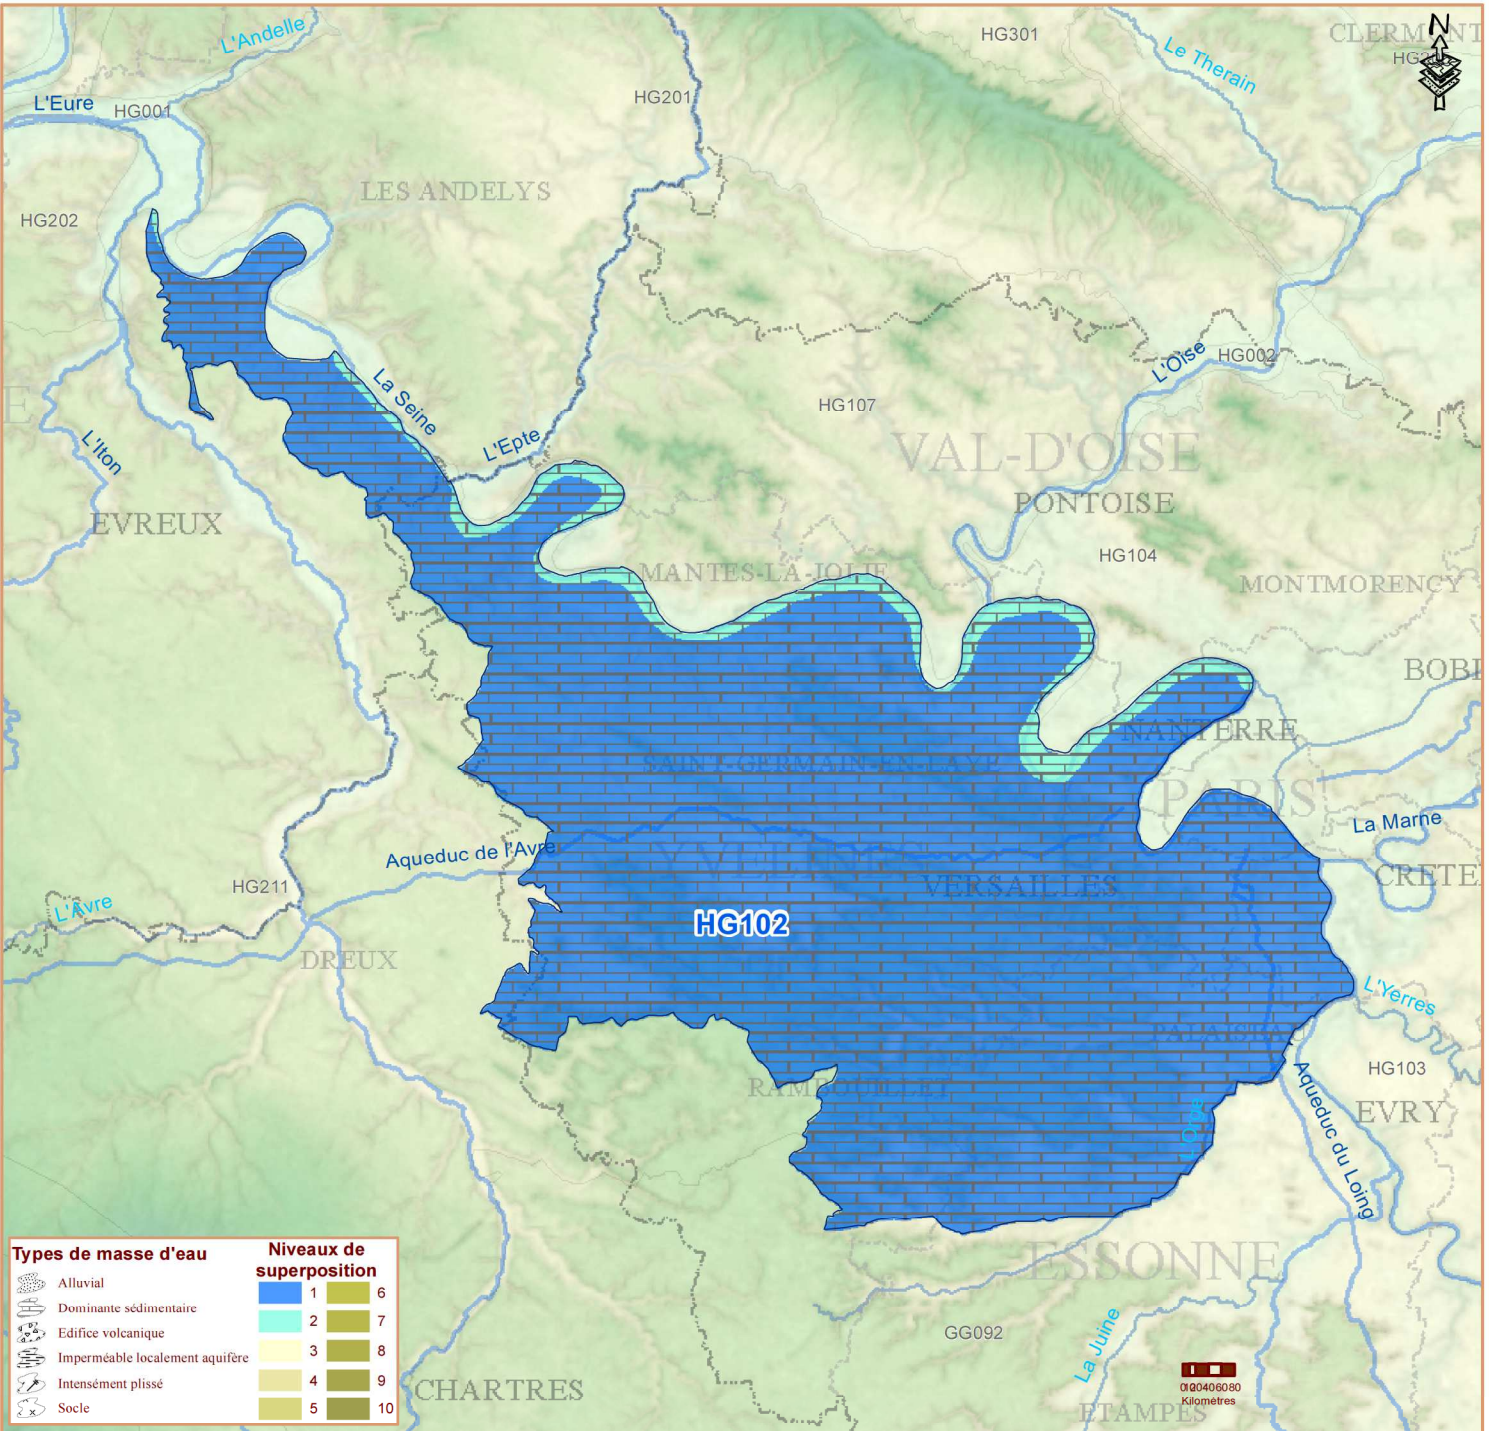 L'Andelle
HG301
CLERMONT
N
Le Therain
L'Eure
HG001
HG201
LES ANDELYS
HG202
La Seine
L'Epte
HG107
L'Oise
HG002
VAL-D'OISE
PONTOISE
L'Iton
EVREUX
HG104
MANTES-LA-JOLIE
MONTMORENCY
BOBI
NANTERRE
SAINT-GERMAIN-EN-LAYE
PARIS
La Marne
Aqueduc de l'Avre
YVELINES
HG211
VERSAILLES
CRETE
L'Avre
HG102
DREUX
L'Yerres
PALAISEAU
HG103
RAMBOUILLET
L'Orge
Aqueduc du Loing
EVRY
ESSONNE
GG092
La Juine
CHARTRES
ETAMPES
Kilomètres
Types de masse d'eau
Alluvial
Dominante sédimentaire
Edifice volcanique
Imperméable localement aquifère
Intensément plissé
Socle
Niveaux de
superposition
1 6
2 7
3 8
4 9
5 10